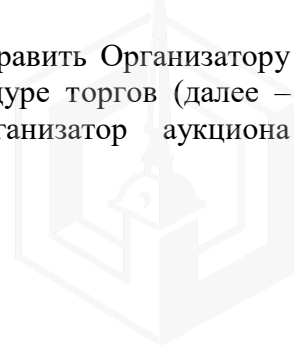 равить Организатору
дуре торгов (далее –
ганизатор аукциона